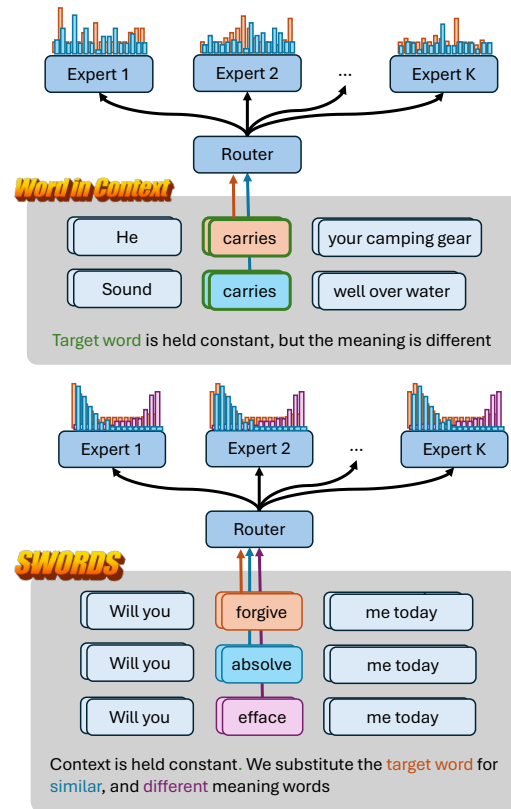 Expert 1 Expert 2 ... Expert K
Router
Word in Context
He carries your camping gear
Sound carries well over water
Target word is held constant, but the meaning is different
Expert 1 Expert 2 ... Expert K
Router
SWORDS
Will you forgive me today
Will you absolve me today
Will you efface me today
Context is held constant. We substitute the target word for
similar, and different meaning words